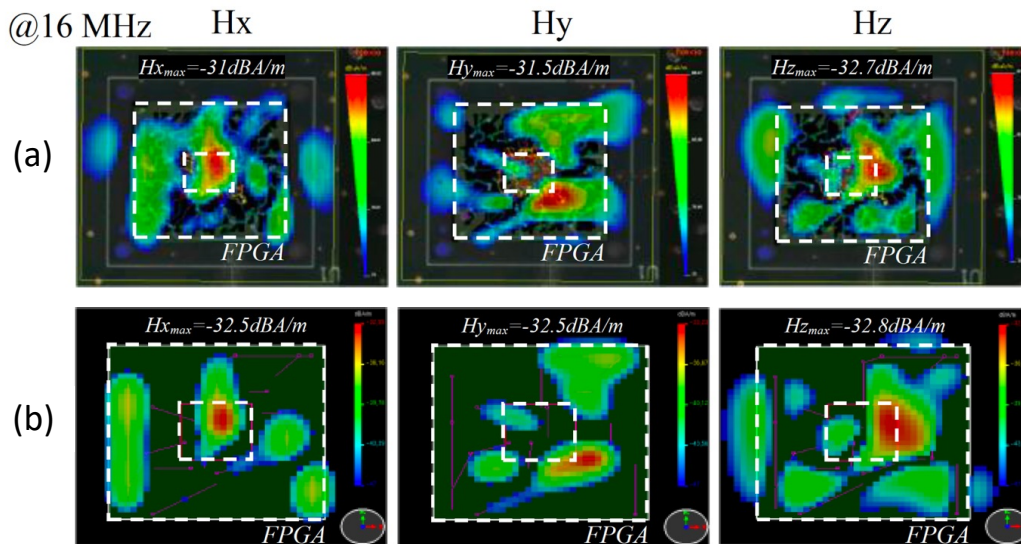 @16 MHz Hx Hy Hz
(a)
Hxmax=-31dBA/m
FPGA
Hymax=-31.5dBA/m
FPGA
Hzmax=-32.7dBA/m
FPGA
(b)
Hxmax=-32.5dBA/m
FPGA
Hymax=-32.5dBA/m
FPGA
Hzmax=-32.8dBA/m
FPGA